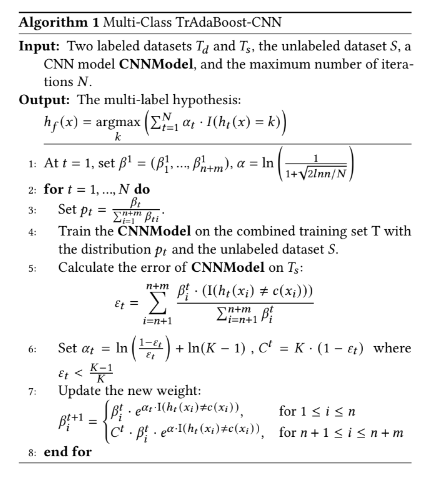 Algorithm 1 Multi-Class TrAdaBoost-CNN
Input: Two labeled datasets T_d and T_s, the unlabeled dataset S, a
CNN model CNNModel, and the maximum number of itera-
tions N.
Output: The multi-label hypothesis:
h_f(x) = argmax_k (∑_{t=1}^{N} α_t · I(h_t(x) = k))
1: At t = 1, set β^1 = (β_1^1, ..., β_{n+m}^1), α = ln(1/(1+√(2lnn/N)))
2: for t = 1, ..., N do
3: Set p_t = β_t/(∑_{i=1}^{n+m} β_{ti}).
4: Train the CNNModel on the combined training set T with
the distribution p_t and the unlabeled dataset S.
5: Calculate the error of CNNModel on T_s:
ε_t = ∑_{i=n+1}^{n+m} (β_i^t · (I(h_t(x_i) ≠ c(x_i))))/(∑_{i=n+1}^{n+m} β_i^t)
6: Set α_t = ln((1−ε_t)/ε_t) + ln(K − 1) , C^t = K · (1 − ε_t) where
ε_t < (K−1)/K
7: Update the new weight:
β_i^{t+1} = { β_i^t · e^{α_t·I(h_t(x_i)≠c(x_i))}, for 1 ≤ i ≤ n
C^t · β_i^t · e^{α·I(h_t(x_i)≠c(x_i))}, for n + 1 ≤ i ≤ n + m
8: end for